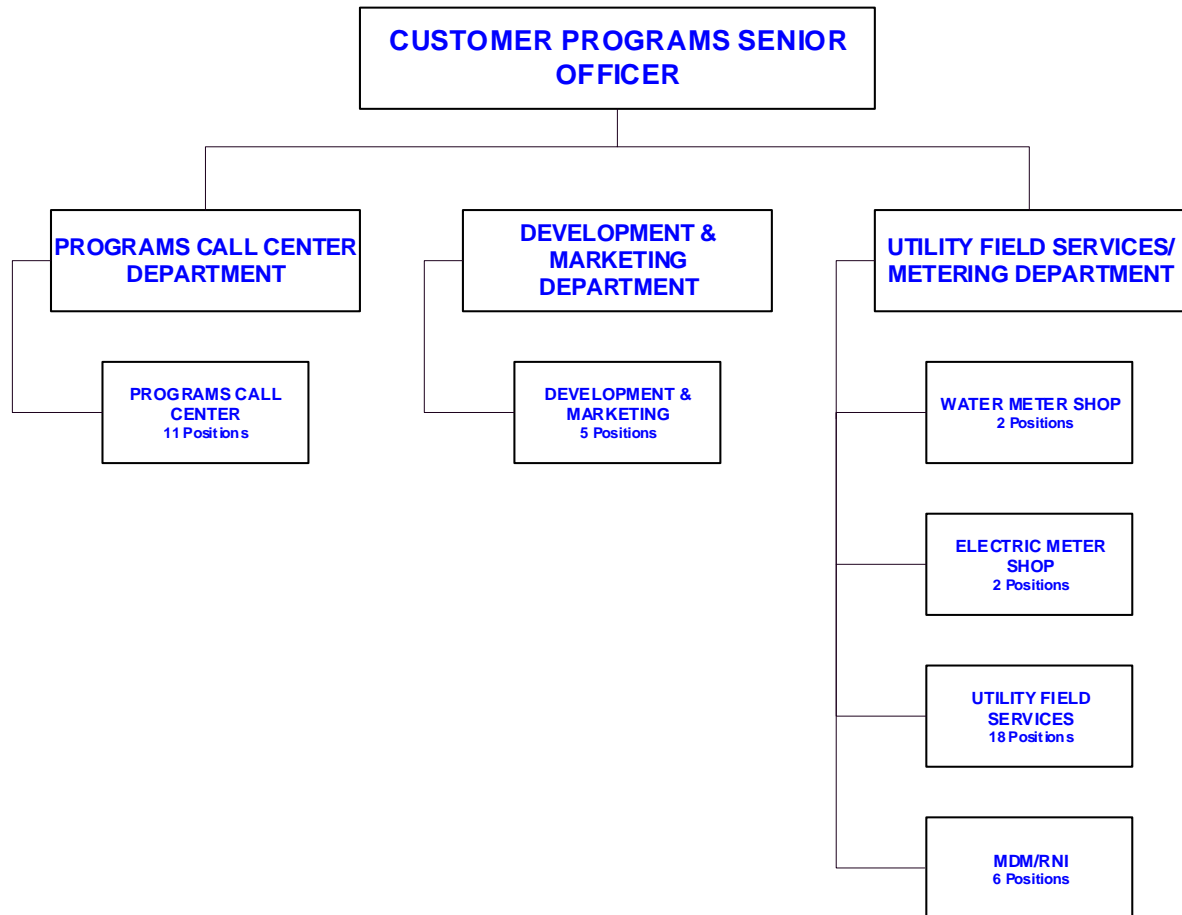 CUSTOMER PROGRAMS SENIOR
OFFICER
PROGRAMS CALL CENTER
DEPARTMENT
DEVELOPMENT &
MARKETING
DEPARTMENT
UTILITY FIELD SERVICES/
METERING DEPARTMENT
PROGRAMS CALL
CENTER
11 Positions
DEVELOPMENT &
MARKETING
5 Positions
WATER METER SHOP
2 Positions
ELECTRIC METER
SHOP
2 Positions
UTILITY FIELD
SERVICES
18 Positions
MDM/RNI
6 Positions